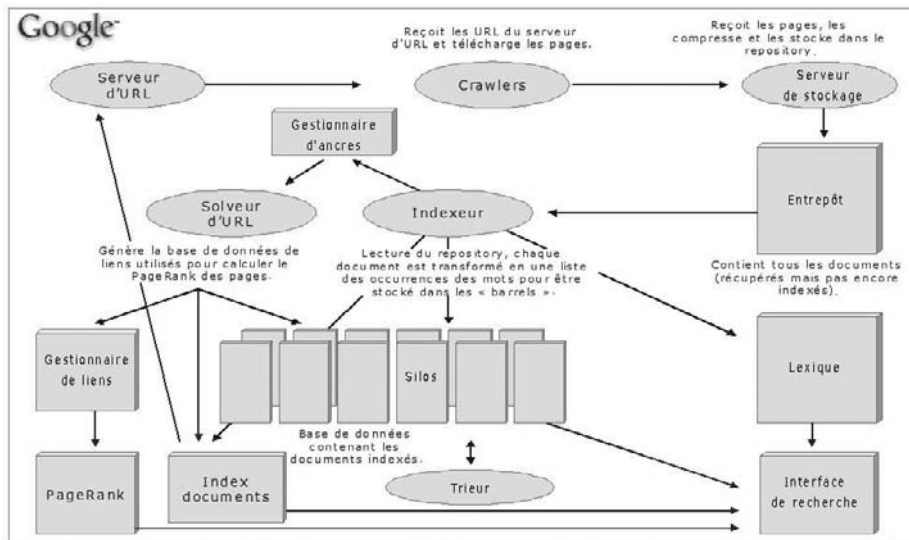 Google™
Reçoit les URL du serveur
d'URL et télécharge les pages.
Reçoit les pages, les
compresse et les stocke dans le
repository.
Serveur
d'URL
Crawlers
Serveur
de stockage
Gestionnaire
d'ancres
Entrepôt
Solveur
d'URL
Indexeur
Génère la base de données de
liens utilisés pour calculer le
PageRank des pages.
Lecture du repository, chaque
document est transformé en une liste
des occurrences des mots pour être
stocké dans les « barrels ».
Contient tous les documents
(récupérés mais pas encore
indexés).
Gestionnaire
de liens
Silos
Lexique
Base de données
contenant les
documents indexés.
PageRank
Index
documents
Trieur
Interface
de recherche